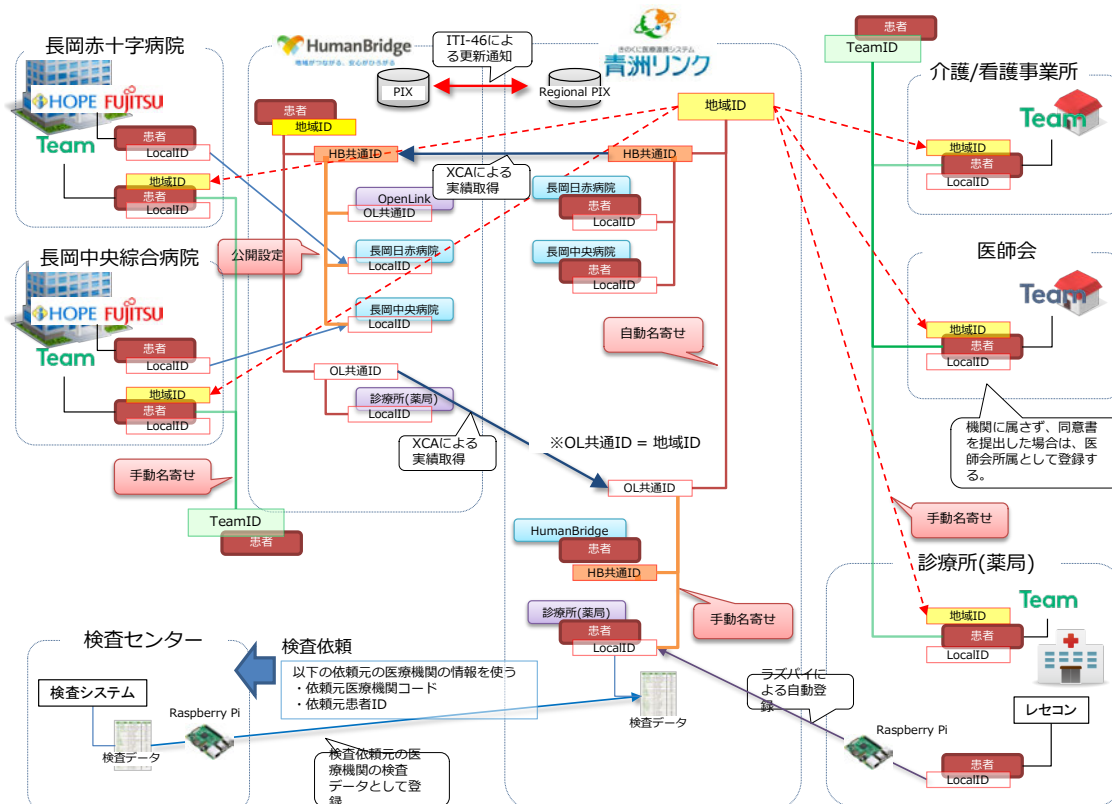 長岡赤十字病院
HOPE FUJITSU
Team
患者
LocalID
地域ID
患者
LocalID
長岡中央綜合病院
HOPE FUJITSU
Team
患者
LocalID
地域ID
患者
LocalID
手動名寄せ
TeamID
患者
HumanBridge
地域がつながる、安心がひろがる
ITI-46によ
る更新通知
きのくに医療連携システム
青洲リンク
PIX
Regional PIX
患者
地域ID
HB共通ID
OpenLink
OL共通ID
公開設定
長岡日赤病院
LocalID
長岡中央病院
LocalID
OL共通ID
診療所(薬局)
LocalID
XCAによる
実績取得
地域ID
HB共通ID
XCAによる
実績取得
長岡日赤病院
患者
LocalID
長岡中央病院
患者
LocalID
自動名寄せ
※OL共通ID = 地域ID
OL共通ID
HumanBridge
患者
HB共通ID
診療所(薬局)
患者
LocalID
手動名寄せ
検査データ
患者
TeamID
介護/看護事業所
Team
地域ID
患者
LocalID
医師会
Team
地域ID
患者
LocalID
機関に属さず、同意書
を提出した場合は、医
師会所属として登録す
る。
手動名寄せ
診療所(薬局)
Team
地域ID
患者
LocalID
レセコン
Raspberry Pi
患者
LocalID
ラズパイに
よる自動登
録
検査センター
検査システム
検査データ
Raspberry Pi
検査依頼
以下の依頼元の医療機関の情報を使う
・依頼元医療機関コード
・依頼元患者ID
検査依頼元の医
療機関の検査
データとして登
録